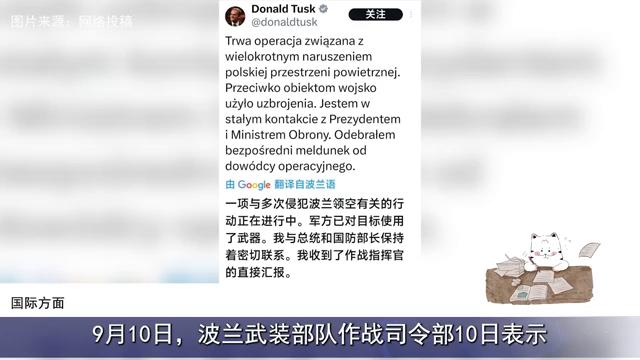 图片来源：网络投稿
Donald Tusk
@donaldtusk
关注
Trwa operacja związana z
wielokrotnym naruszeniem
polskiej przestrzeni powietrznej.
Przeciwko obiektom wojsko
użyło uzbrojenia. Jestem w
stałym kontakcie z Prezydentem
i Ministrem Obrony. Odebrałem
bezpośredni meldunek od
dowódcy operacyjnego.
由 Google 翻译自波兰语
一项与多次侵犯波兰领空有关的行
动正在进行中。军方已对目标使用
了武器。我与总统和国防部长保持
着密切联系。我收到了作战指挥官
的直接汇报。
国际方面
9月10日，波兰武装部队作战司令部10日表示